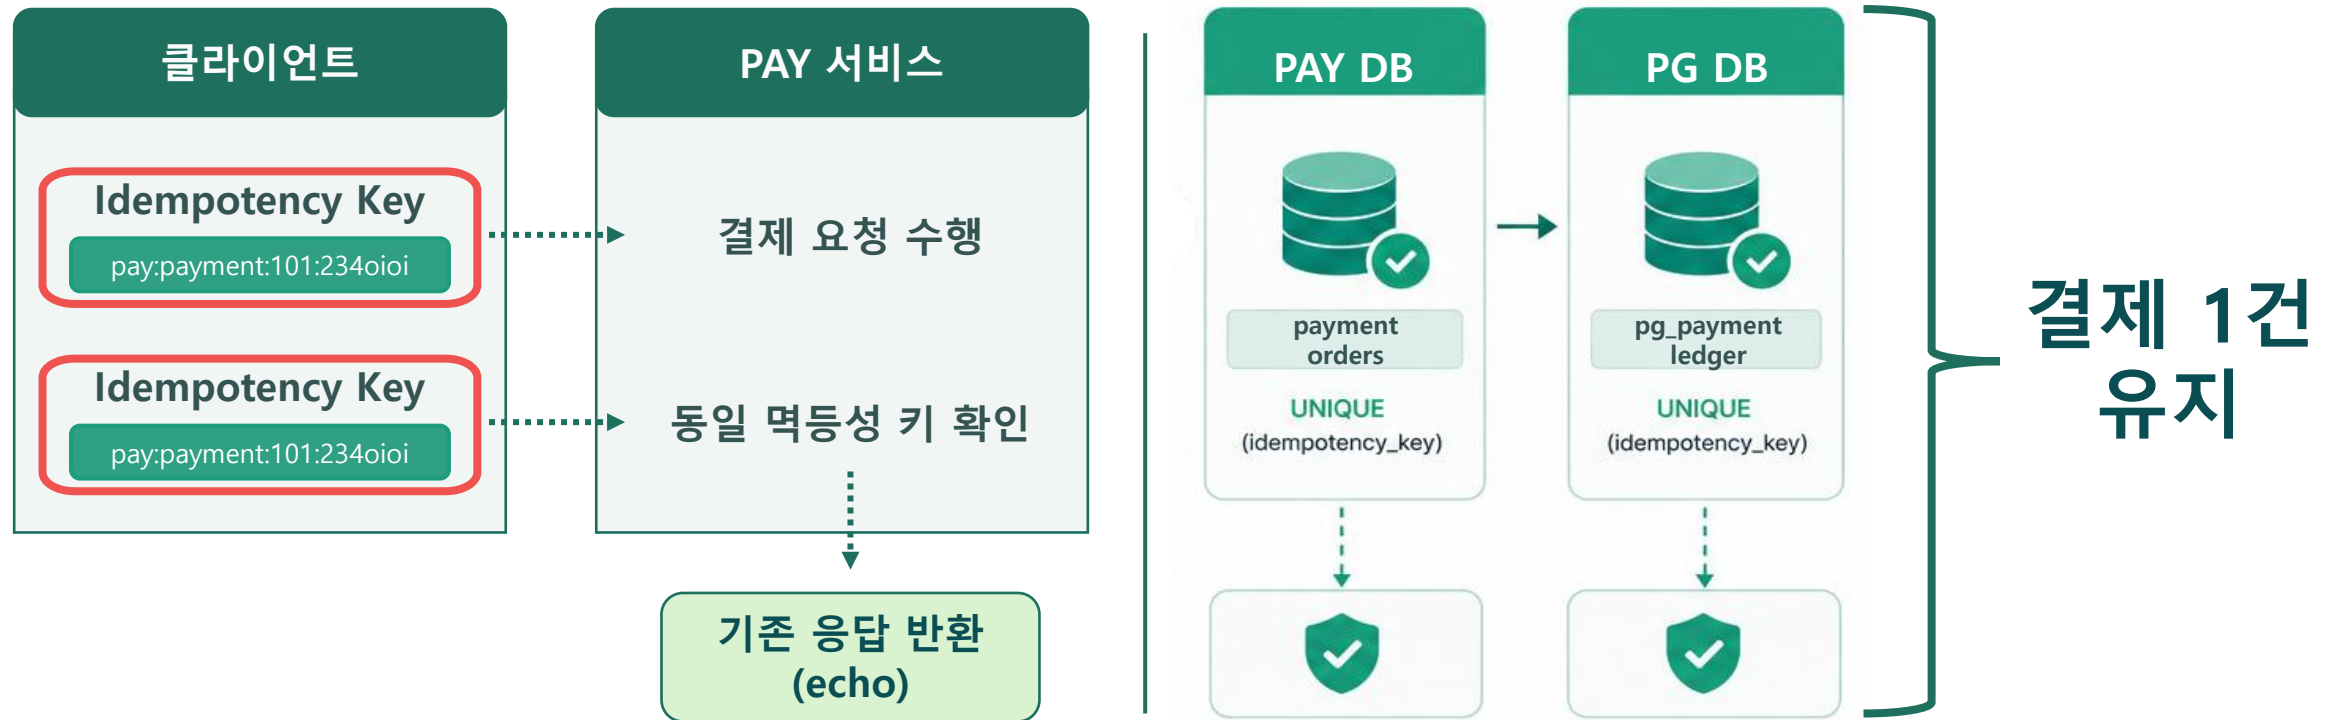 클라이언트
Idempotency Key
pay:payment:101:234oioi
Idempotency Key
pay:payment:101:234oioi
PAY 서비스
결제 요청 수행
동일 멱등성 키 확인
기존 응답 반환
(echo)
PAY DB
payment
orders
UNIQUE
(idempotency_key)
PG DB
pg_payment
ledger
UNIQUE
(idempotency_key)
결제 1건
유지